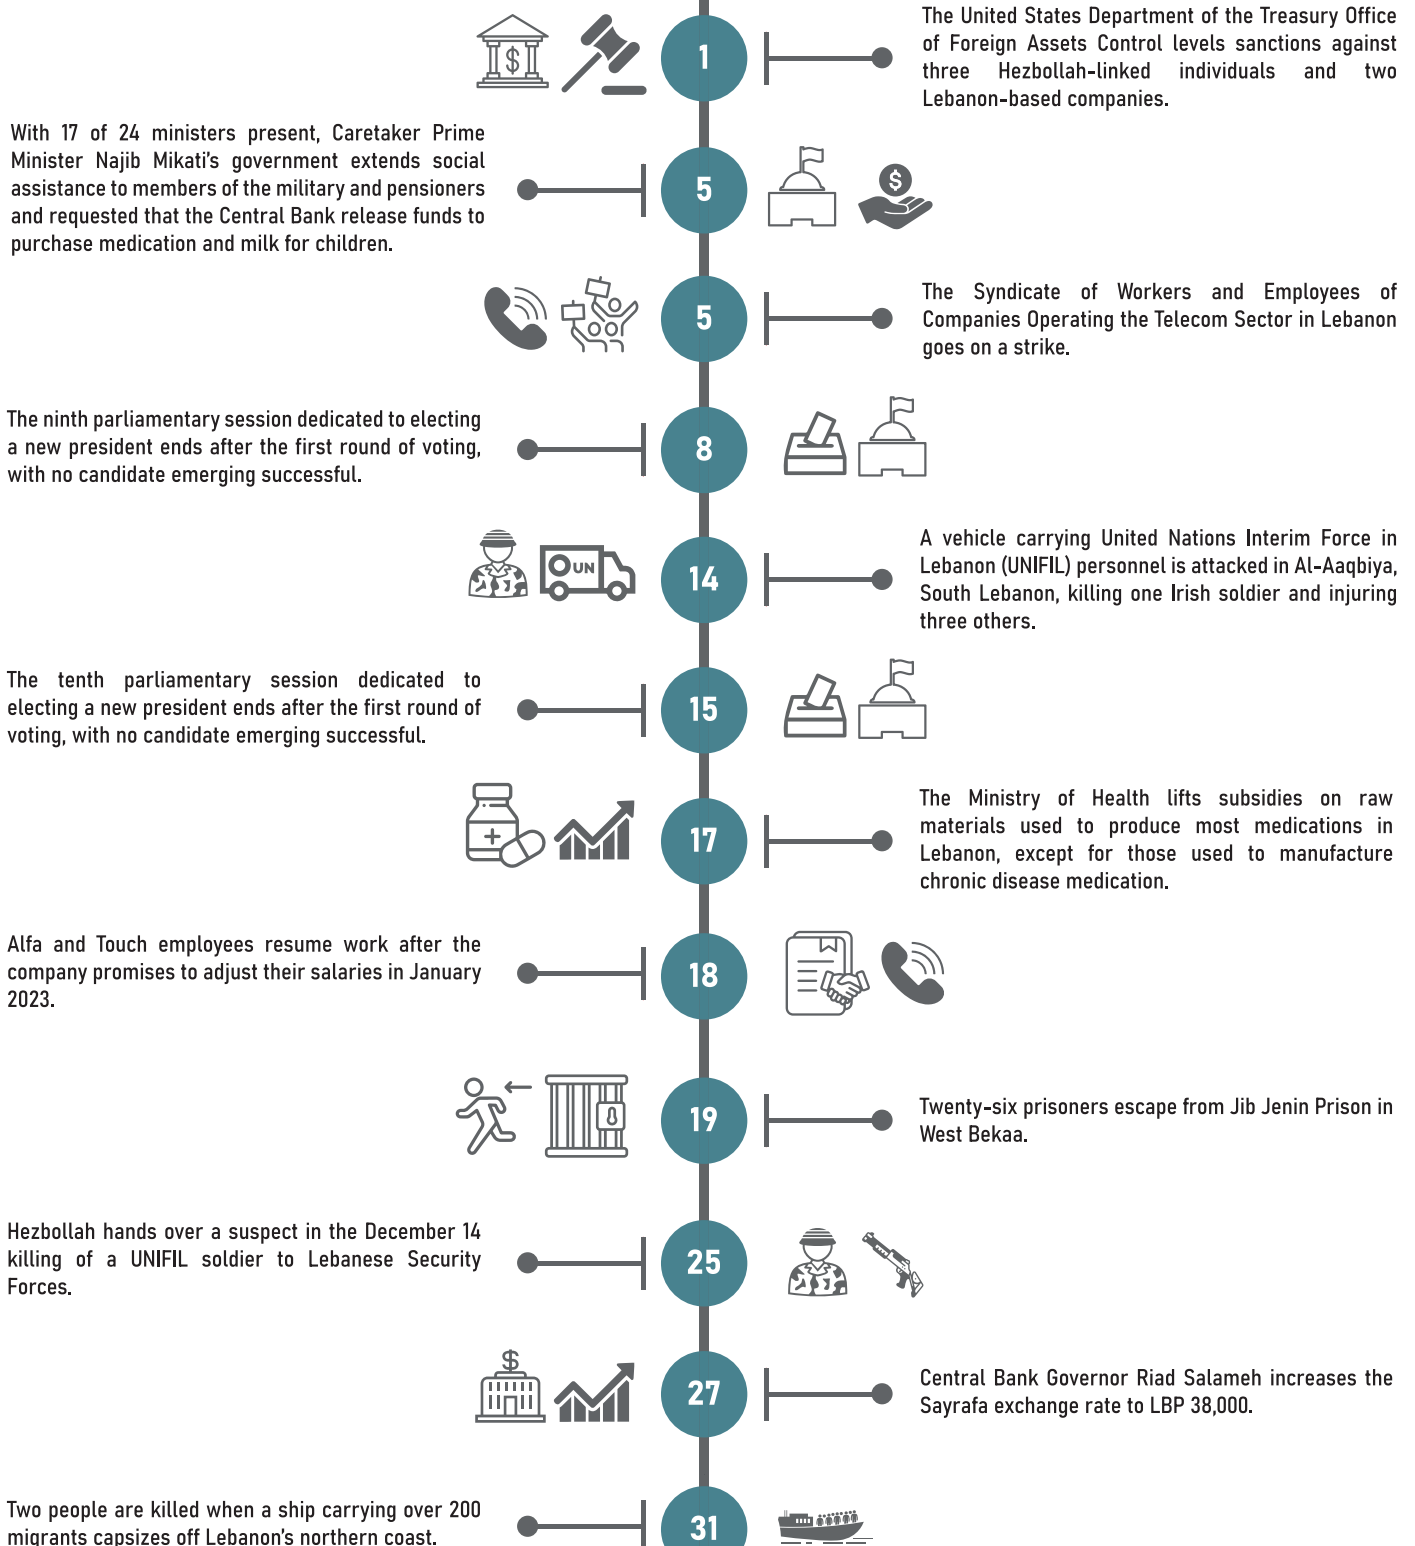 1
The United States Department of the Treasury Office
of Foreign Assets Control levels sanctions against
three Hezbollah-linked individuals and two
Lebanon-based companies.
With 17 of 24 ministers present, Caretaker Prime
Minister Najib Mikati's government extends social
assistance to members of the military and pensioners
and requested that the Central Bank release funds to
purchase medication and milk for children.
5
$
$
5
The Syndicate of Workers and Employees of
Companies Operating the Telecom Sector in Lebanon
goes on a strike.
The ninth parliamentary session dedicated to electing
a new president ends after the first round of voting,
with no candidate emerging successful.
8
UN
14
A vehicle carrying United Nations Interim Force in
Lebanon (UNIFIL) personnel is attacked in Al-Aaqbiya,
South Lebanon, killing one Irish soldier and injuring
three others.
The tenth parliamentary session dedicated to
electing a new president ends after the first round of
voting, with no candidate emerging successful.
15
17
The Ministry of Health lifts subsidies on raw
materials used to produce most medications in
Lebanon, except for those used to manufacture
chronic disease medication.
Alfa and Touch employees resume work after the
company promises to adjust their salaries in January
2023.
18
19
Twenty-six prisoners escape from Jib Jenin Prison in
West Bekaa.
Hezbollah hands over a suspect in the December 14
killing of a UNIFIL soldier to Lebanese Security
Forces.
25
$
27
Central Bank Governor Riad Salameh increases the
Sayrafa exchange rate to LBP 38,000.
Two people are killed when a ship carrying over 200
migrants capsizes off Lebanon's northern coast.
31